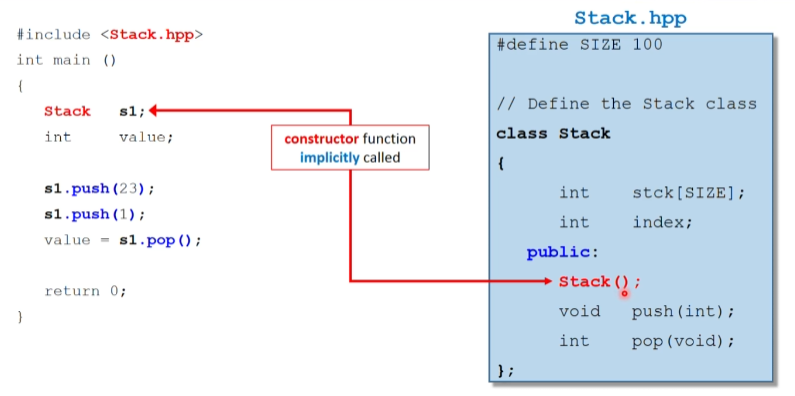 #include <Stack.hpp>
int main ()
{
Stack s1;
int value;
s1.push(23);
s1.push(1);
value = s1.pop();
return 0;
}
constructor function
implicitly called
Stack.hpp
#define SIZE 100
// Define the Stack class
class Stack
{
int stck[SIZE];
int index;
public:
Stack();
void push(int);
int pop(void);
};